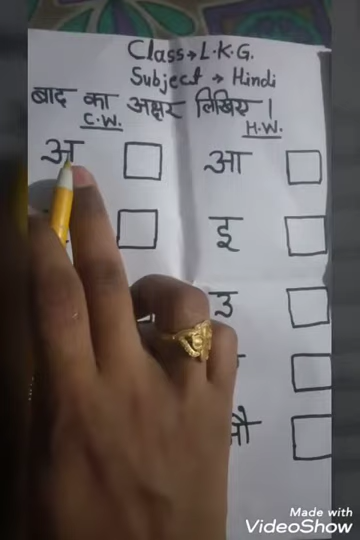 Class→L.K.G.
Subject → Hindi
बाद का अक्षर लिखिए।
C.W. H.W.
अ आ
इ
उ
Made with
VideoShow